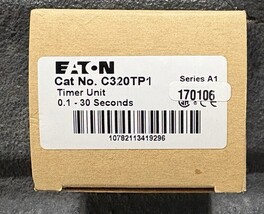 EATON
Cat No. C320TP1
Series A1
Timer Unit
0.1 - 30 Seconds
170106
10782113419296